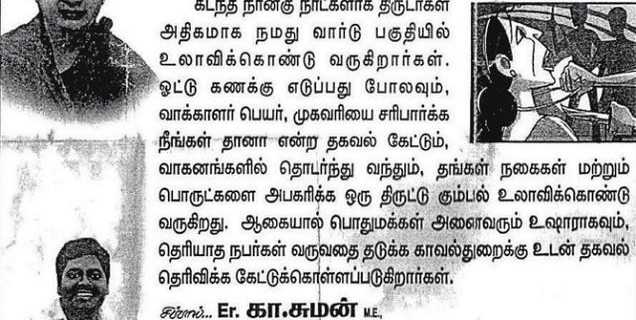 கடந்த நான்கு நாட்களாக திருடர்கள்
அதிகமாக நமது வார்டு பகுதியில்
உலாவிக்கொண்டு வருகிறார்கள்.
ஓட்டு கணக்கு எடுப்பது போலவும்,
வாக்காளர் பெயர், முகவரியை சரிபார்க்க
நீங்கள் தானா என்ற தகவல் கேட்டும்,
வாகனங்களில் தொடர்ந்து வந்தும், தங்கள் நகைகள் மற்றும்
பொருட்களை அபகரிக்க ஒரு திருட்டு கும்பல் உலாவிக்கொண்டு
வருகிறது. ஆகையால் பொதுமக்கள் அனைவரும் உஷாராகவும்,
தெரியாத நபர்கள் வருவதை தடுக்க காவல்துறைக்கு உடன் தகவல்
தெரிவிக்க கேட்டுக்கொள்ளப்படுகிறார்கள்.
Er. கா.சுமன் M.E.,